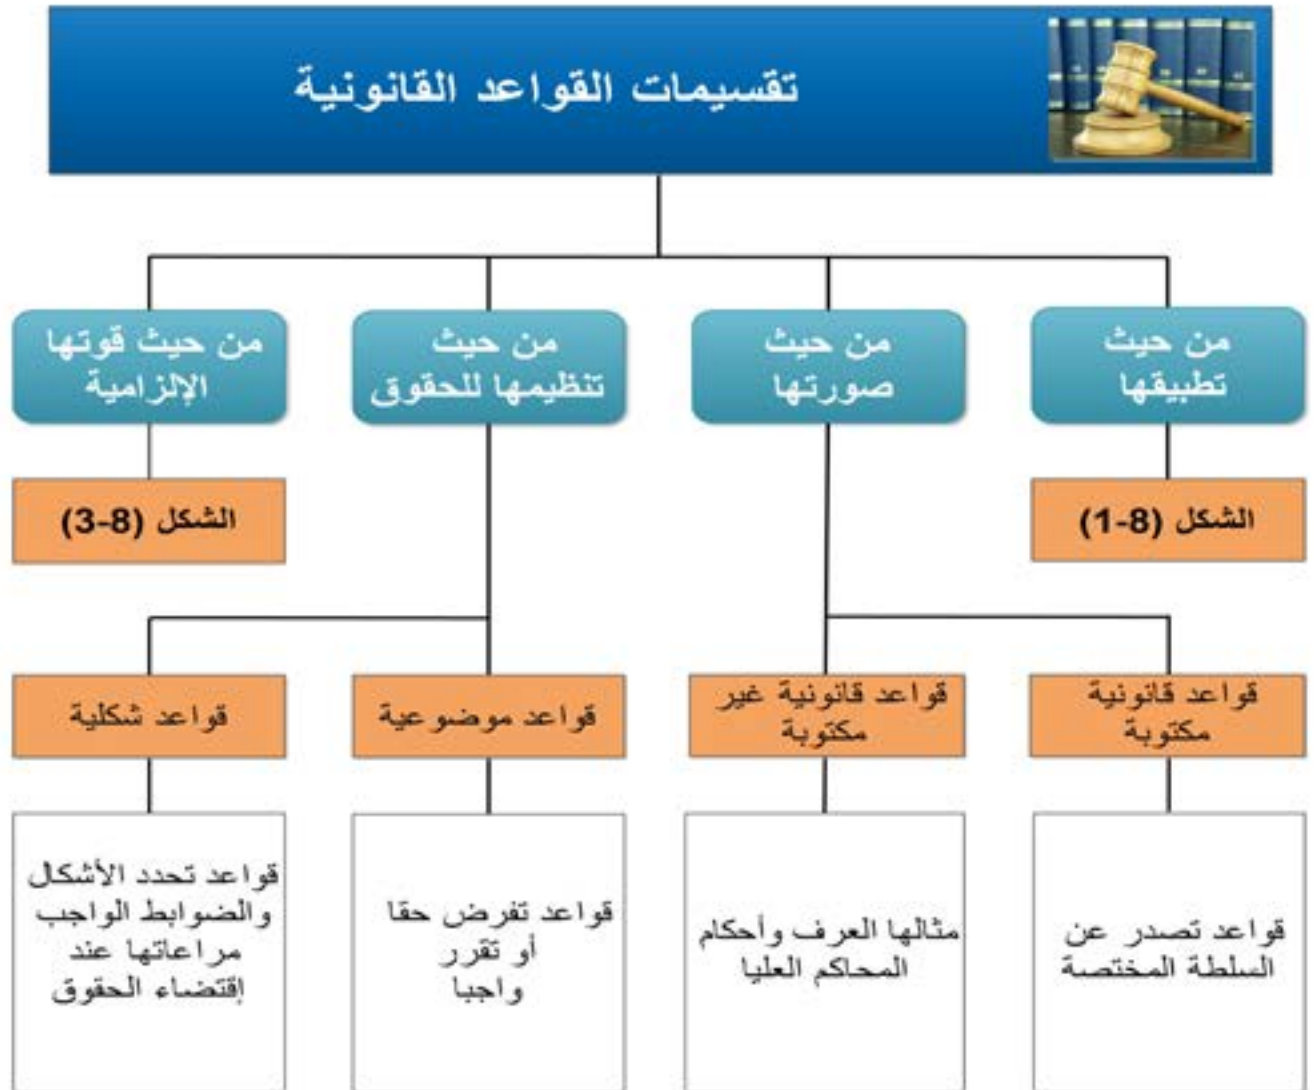 تقسيمات القواعد القانونية
من حيث
تطبيقها
من حيث
صورتها
من حيث
تنظيمها للحقوق
من حيث قوتها
الإلزامية
الشكل (8-1)
الشكل (8-3)
قواعد قانونية
مكتوبة
قواعد قانونية غير
مكتوبة
قواعد موضوعية
قواعد شكلية
قواعد تصدر عن
السلطة المختصة
مثالها العرف وأحكام
المحاكم العليا
قواعد تفرض حقا
أو تقرر
واجبا
قواعد تحدد الأشكال
والضوابط الواجب
مراعاتها عند
إقتضاء الحقوق